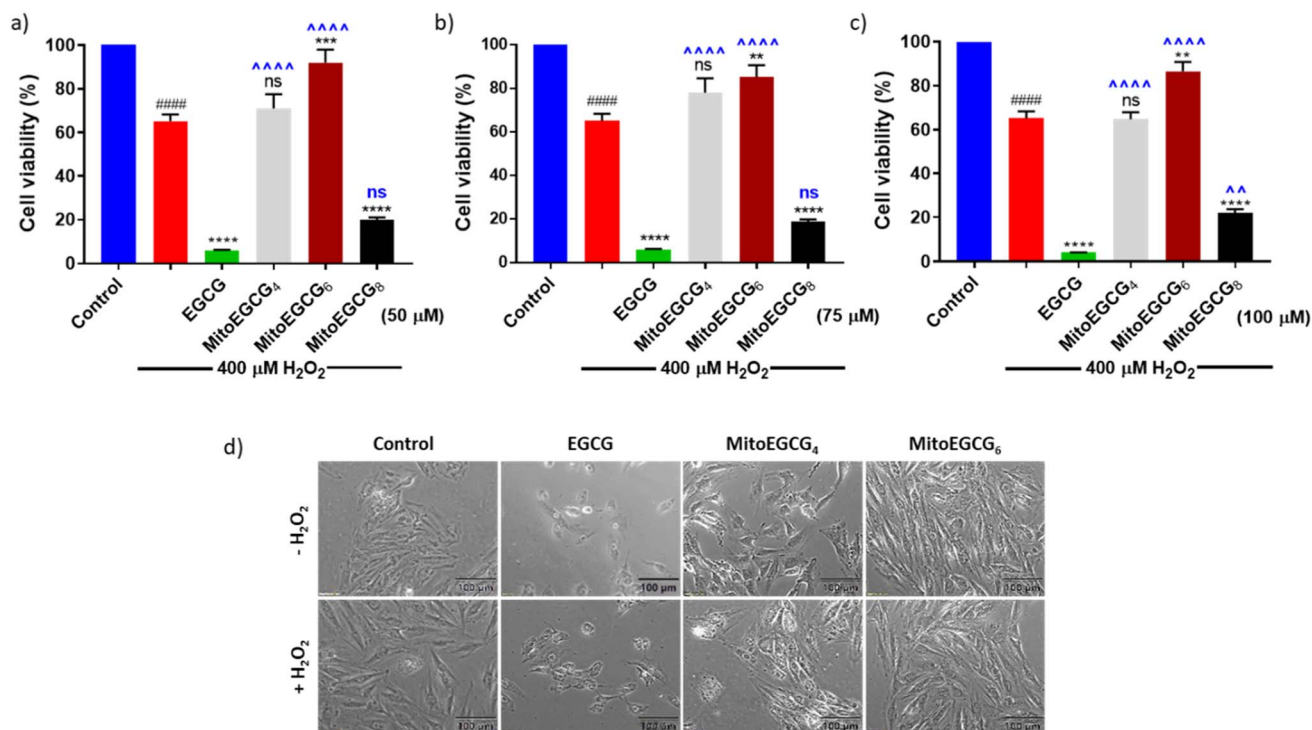 a)
Cell viability (%)
100
80
60
40
20
0
####
****
^^^^
ns
^^^^
***
ns
****
Control
EGCG
MitoEGCG₄
MitoEGCG₆
MitoEGCG₈
(50 μM)
400 μM H₂O₂
b)
Cell viability (%)
100
80
60
40
20
0
####
****
^^^^
ns
^^^^
**
ns
****
Control
EGCG
MitoEGCG₄
MitoEGCG₆
MitoEGCG₈
(75 μM)
400 μM H₂O₂
c)
Cell viability (%)
100
80
60
40
20
0
####
****
^^^^
ns
^^^^
**
^^
****
Control
EGCG
MitoEGCG₄
MitoEGCG₆
MitoEGCG₈
(100 μM)
400 μM H₂O₂
d)
Control EGCG MitoEGCG₄ MitoEGCG₆
- H₂O₂
100 μm 100 μm 100 μm 100 μm
+ H₂O₂
100 μm 100 μm 100 μm 100 μm